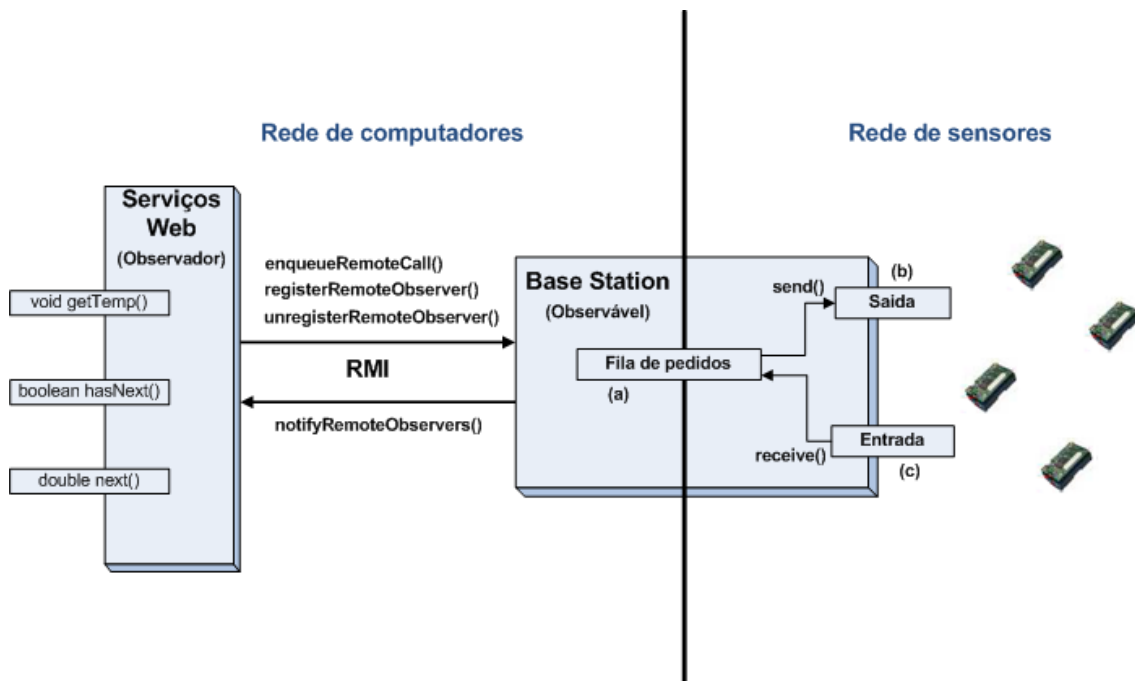 Rede de computadores
Rede de sensores
Serviços
Web
(Observador)
void getTemp()
boolean hasNext()
double next()
enqueueRemoteCall()
registerRemoteObserver()
unregisterRemoteObserver()
RMI
notifyRemoteObservers()
Base Station
(Observável)
Fila de pedidos
(a)
send()
(b)
Saida
receive()
Entrada
(c)